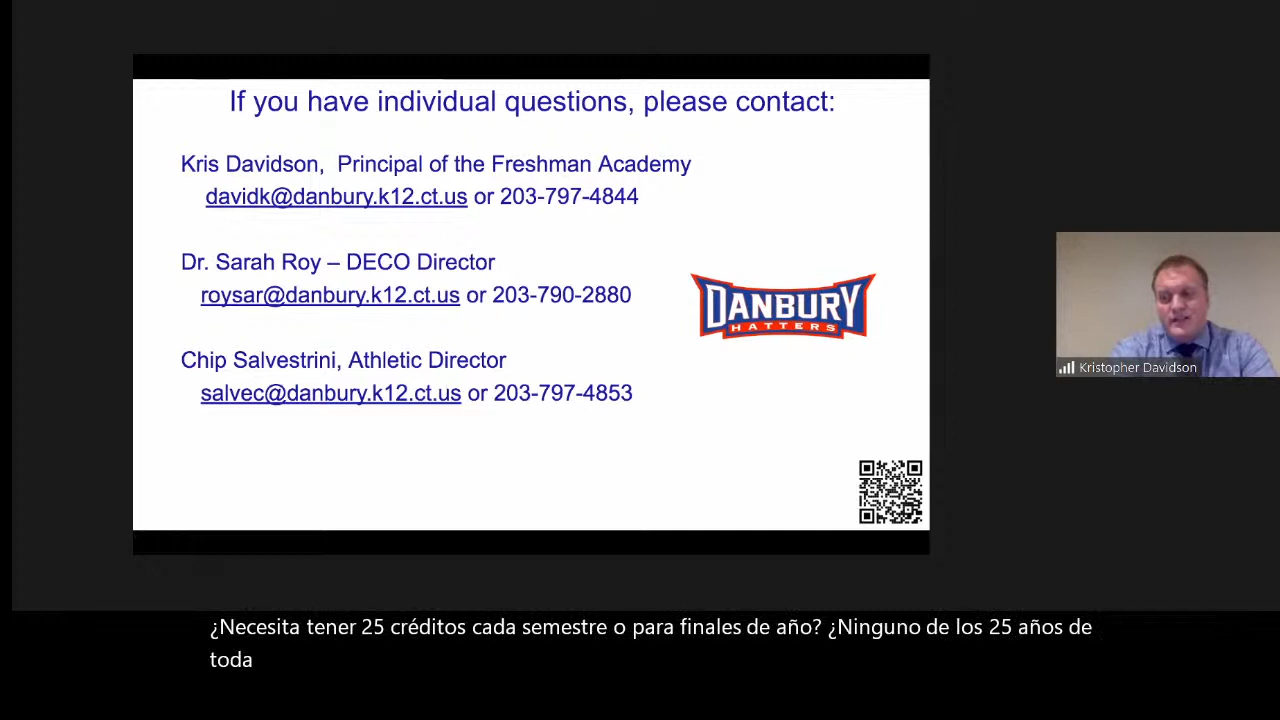 If you have individual questions, please contact:
Kris Davidson,  Principal of the Freshman Academy
davidk@danbury.k12.ct.us or 203-797-4844
Dr. Sarah Roy – DECO Director
roysar@danbury.k12.ct.us or 203-790-2880
DANBURY
HATTERS
Chip Salvestrini, Athletic Director
salvec@danbury.k12.ct.us or 203-797-4853
Kristopher Davidson
¿Necesita tener 25 créditos cada semestre o para finales de año? ¿Ninguno de los 25 años de
toda